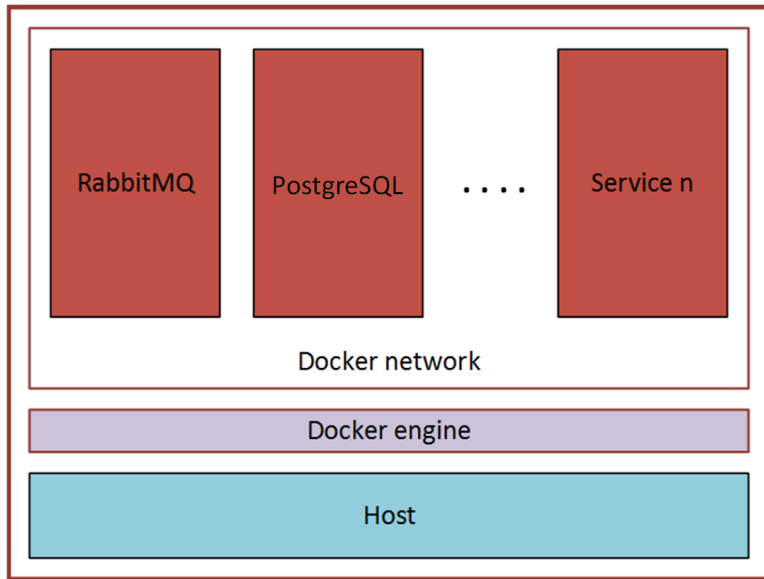 RabbitMQ
PostgreSQL
. . . .
Service n
Docker network
Docker engine
Host